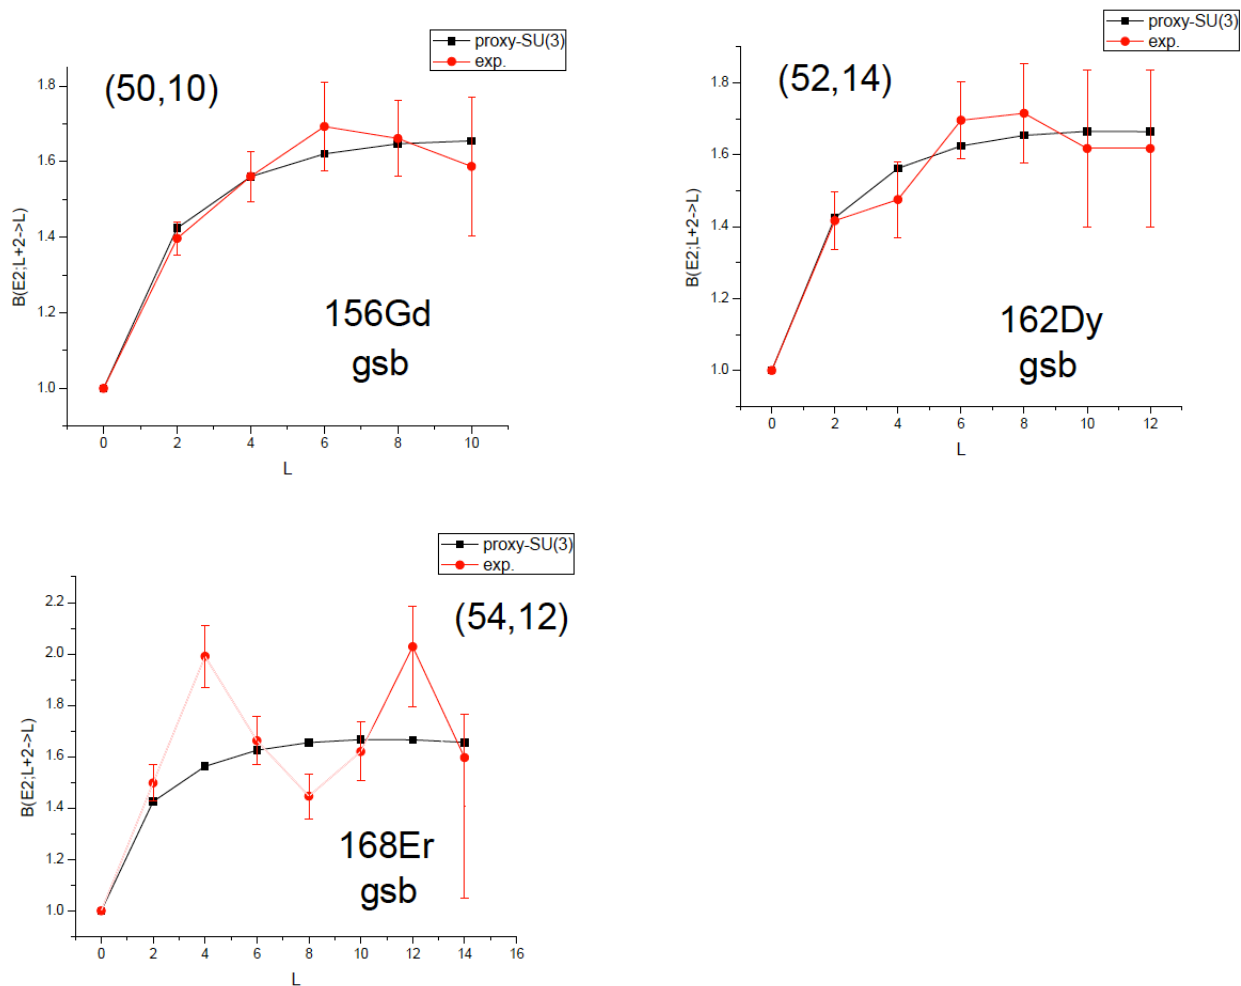 proxy-SU(3)
exp.
(50,10)
1.8
1.6
1.4
1.2
1.0
B(E2;L+2->L)
156Gd
gsb
0 2 4 6 8 10
L
proxy-SU(3)
exp.
(52,14)
1.8
1.6
1.4
1.2
1.0
B(E2;L+2->L)
162Dy
gsb
0 2 4 6 8 10 12
L
proxy-SU(3)
exp.
(54,12)
2.2
2.0
1.8
1.6
1.4
1.2
1.0
B(E2;L+2->L)
168Er
gsb
0 2 4 6 8 10 12 14 16
L